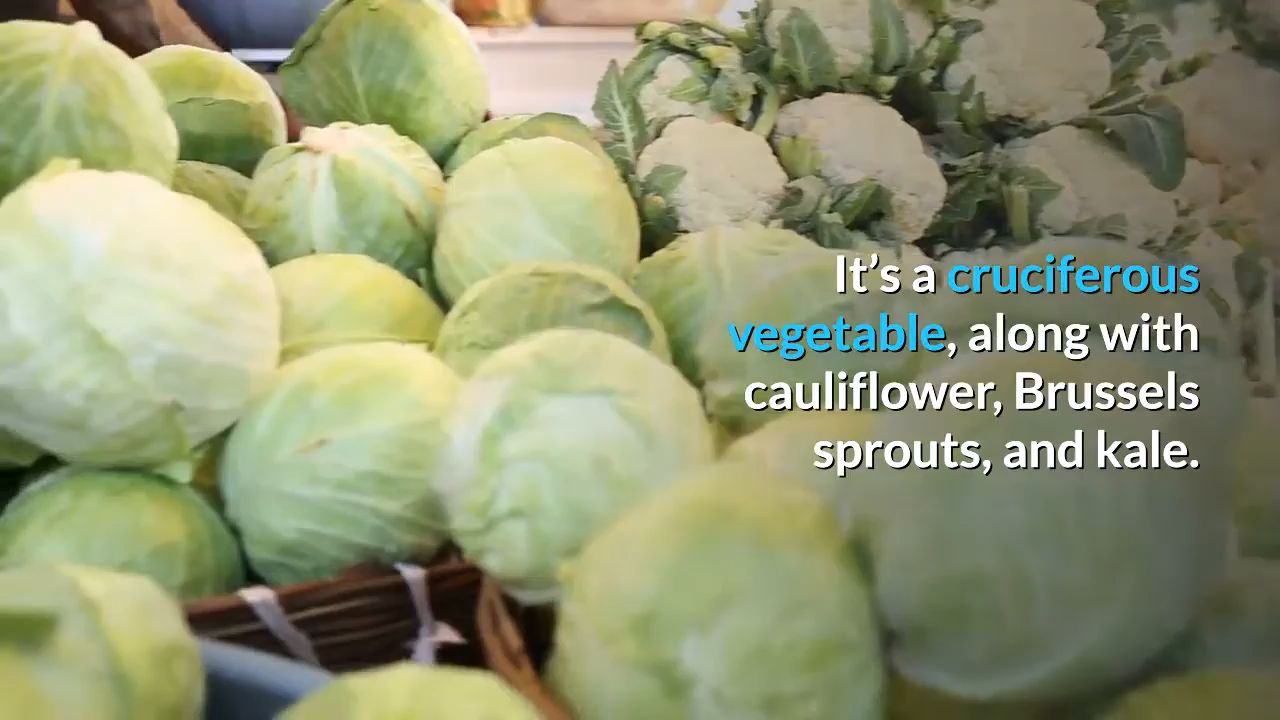 It’s a cruciferous
vegetable, along with
cauliflower, Brussels
sprouts, and kale.